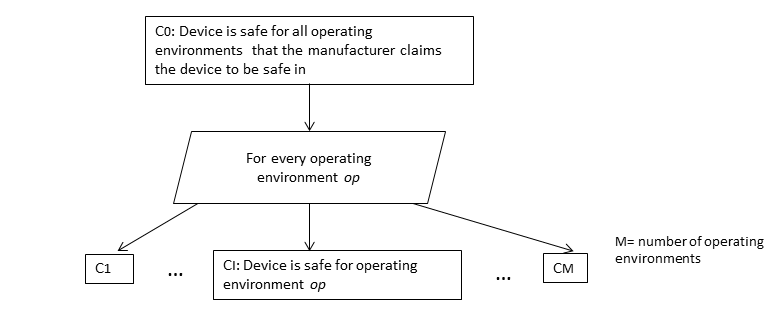 C0: Device is safe for all operating
environments that the manufacturer claims
the device to be safe in
For every operating
environment op
M= number of operating
environments
C1
...
CI: Device is safe for operating
environment op
...
CM